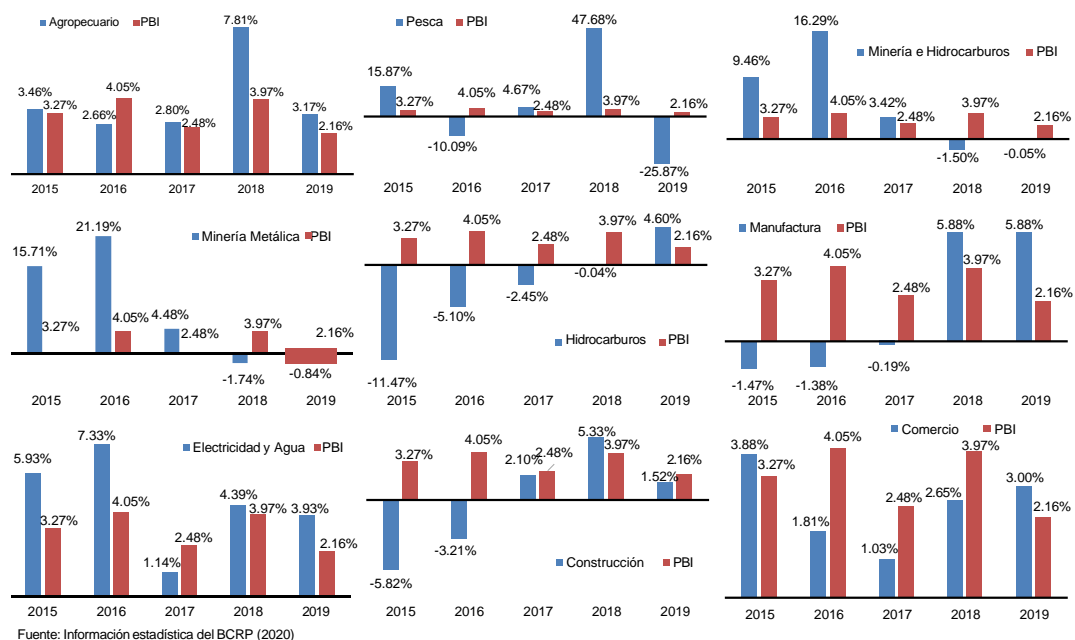 Agropecuario PBI
3.46% 3.27% 2.66% 4.05% 2.80% 2.48% 7.81% 3.97% 3.17% 2.16%
2015 2016 2017 2018 2019
Pesca PBI
15.87% 3.27% -10.09% 4.05% 4.67% 2.48% 47.68% 3.97% -25.87% 2.16%
2015 2016 2017 2018 2019
Minería e Hidrocarburos PBI
9.46% 3.27% 16.29% 4.05% 3.42% 2.48% -1.50% 3.97% -0.05% 2.16%
2015 2016 2017 2018 2019
Minería Metálica PBI
15.71% 3.27% 21.19% 4.05% 4.48% 2.48% -1.74% 3.97% -0.84% 2.16%
2015 2016 2017 2018 2019
-11.47% 3.27% -5.10% 4.05% -2.45% 2.48% -0.04% 3.97% 4.60% 2.16%
Hidrocarburos PBI
2015 2016 2017 2018 2019
Manufactura PBI
-1.47% 3.27% -1.38% 4.05% -0.19% 2.48% 5.88% 3.97% 5.88% 2.16%
2015 2016 2017 2018 2019
Electricidad y Agua PBI
5.93% 3.27% 7.33% 4.05% 1.14% 2.48% 4.39% 3.97% 3.93% 2.16%
2015 2016 2017 2018 2019
-5.82% 3.27% -3.21% 4.05% 2.10% 2.48% 5.33% 3.97% 1.52% 2.16%
Construcción PBI
2015 2016 2017 2018 2019
Comercio PBI
3.88% 3.27% 1.81% 4.05% 1.03% 2.48% 2.65% 3.97% 3.00% 2.16%
2015 2016 2017 2018 2019
Fuente: Información estadística del BCRP (2020)